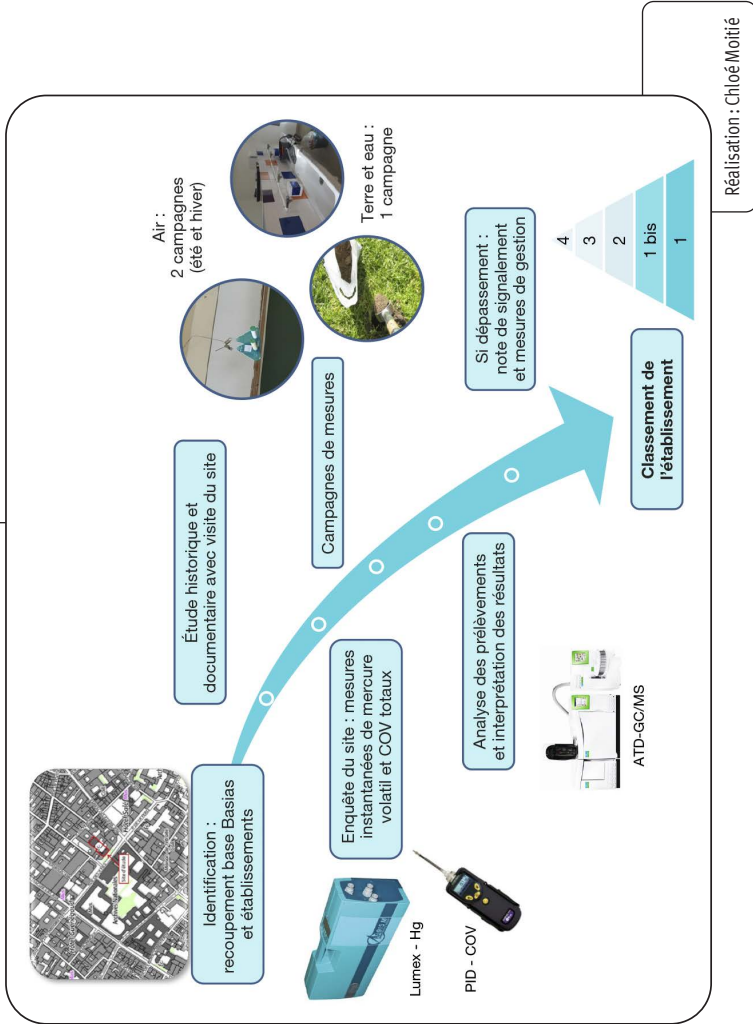 Identification :
recoupement base Basias
et établissements
Étude historique et
documentaire avec visite du site
Enquête du site : mesures
instantanées de mercure
volatil et COV totaux
Lumex - Hg
PID - COV
Campagnes de mesures
Air :
2 campagnes
(été et hiver)
Terre et eau :
1 campagne
Analyse des prélèvements
et interprétation des résultats
ATD-GC/MS
Si dépassement :
note de signalement
et mesures de gestion
Classement de
l'établissement
4
3
2
1 bis
1
Réalisation : Chloé Moitié